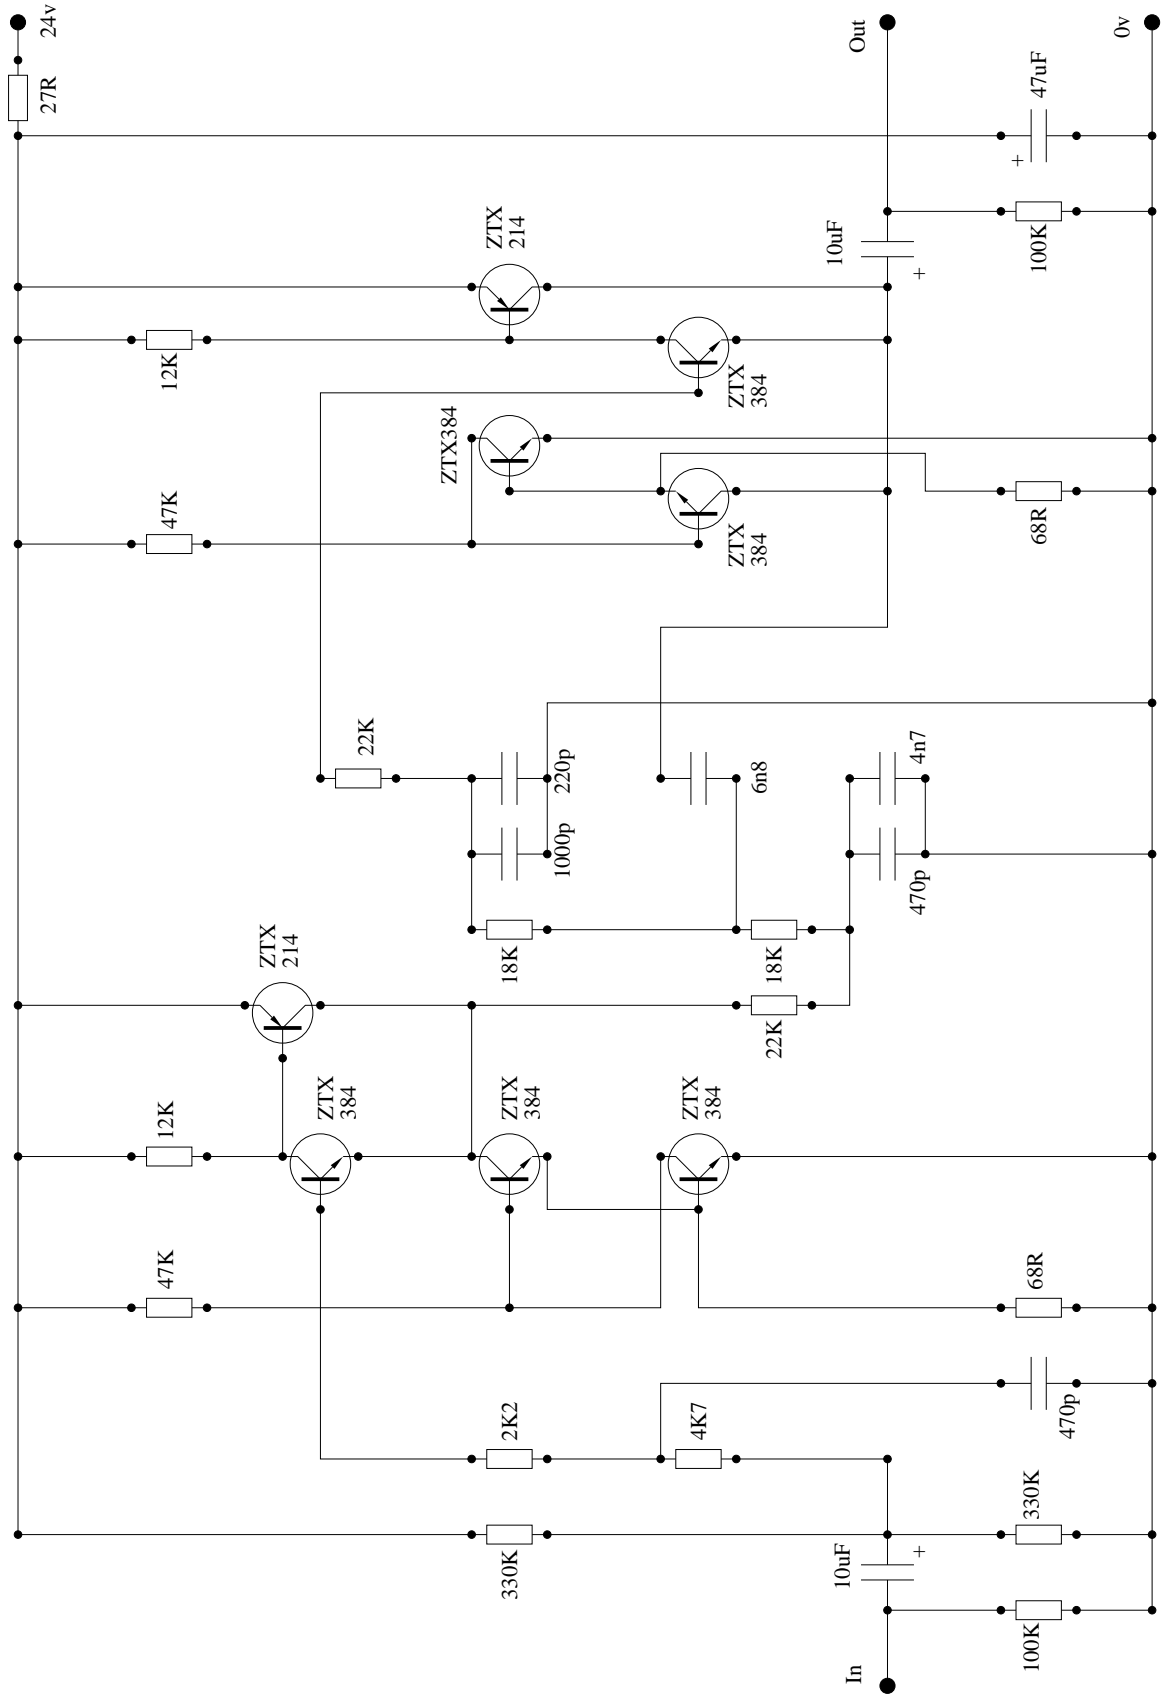 27R
24v
47K
12K
47K
12K
ZTX
214
ZTX
384
22K
ZTX384
ZTX
384
ZTX
214
330K
2K2
18K
1000p
220p
4K7
ZTX
384
ZTX
384
ZTX
384
22K
18K
6n8
In
10uF
+
10uF
+
Out
470p
4n7
100K
330K
470p
68R
68R
100K
+
47uF
0v